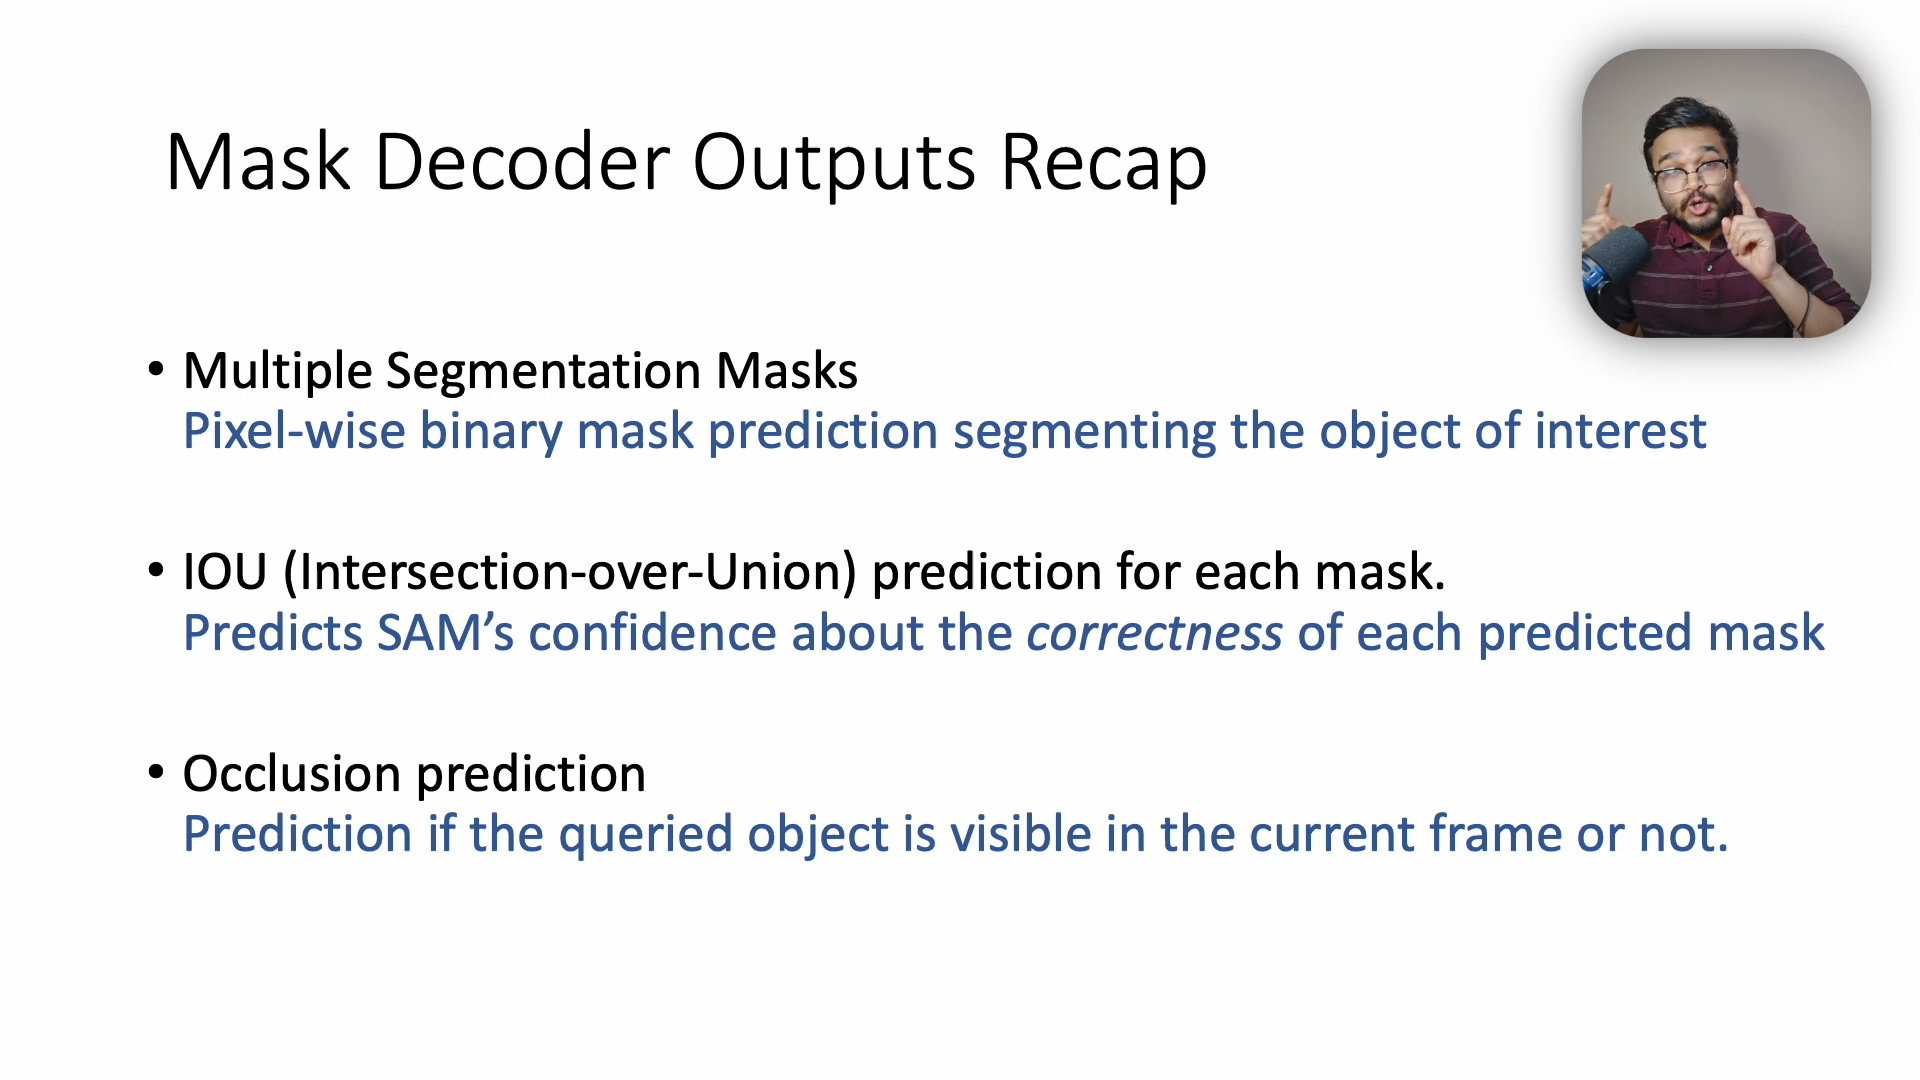 Mask Decoder Outputs Recap
• Multiple Segmentation Masks
Pixel-wise binary mask prediction segmenting the object of interest
• IOU (Intersection-over-Union) prediction for each mask.
Predicts SAM’s confidence about the correctness of each predicted mask
• Occlusion prediction
Prediction if the queried object is visible in the current frame or not.